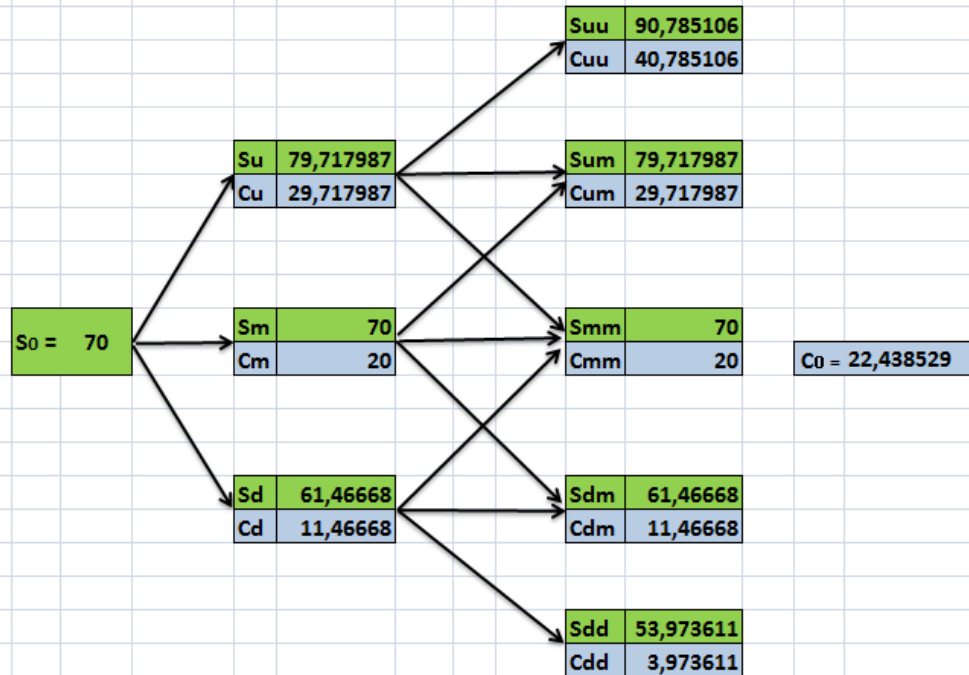 Suu 90,785106
Cuu 40,785106
Su 79,717987
Cu 29,717987
Sum 79,717987
Cum 29,717987
S0 = 70
Sm 70
Cm 20
Smm 70
Cmm 20
C0 = 22,438529
Sd 61,46668
Cd 11,46668
Sdm 61,46668
Cdm 11,46668
Sdd 53,973611
Cdd 3,973611